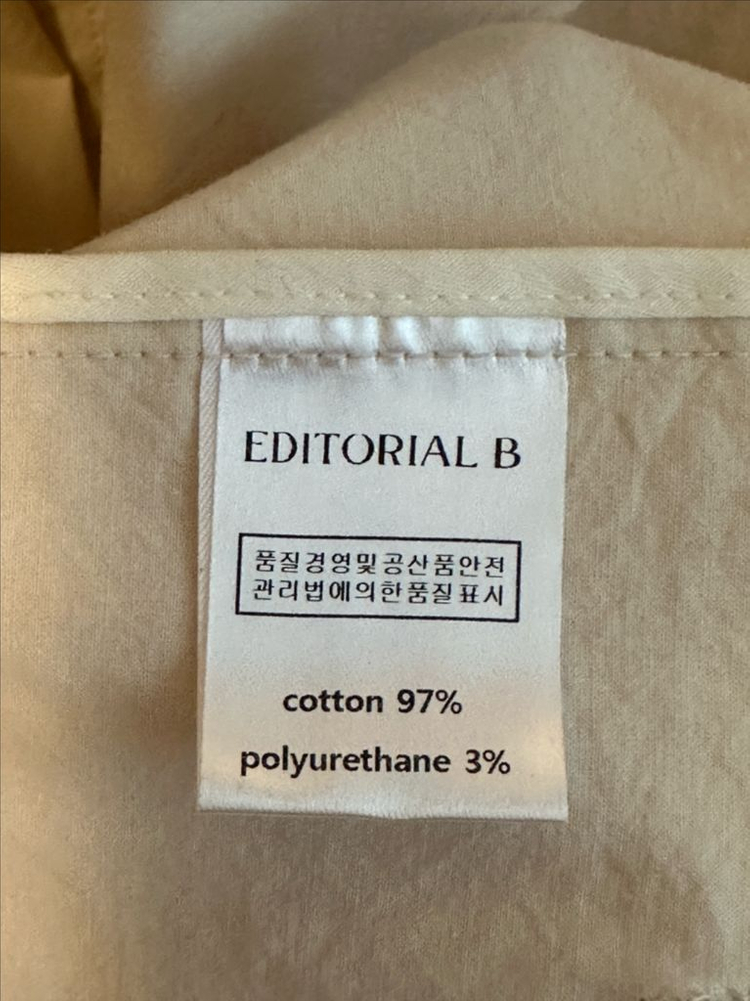 EDITORIAL B
품질경영및공산품안전
관리법에의한품질표시
cotton 97%
polyurethane 3%